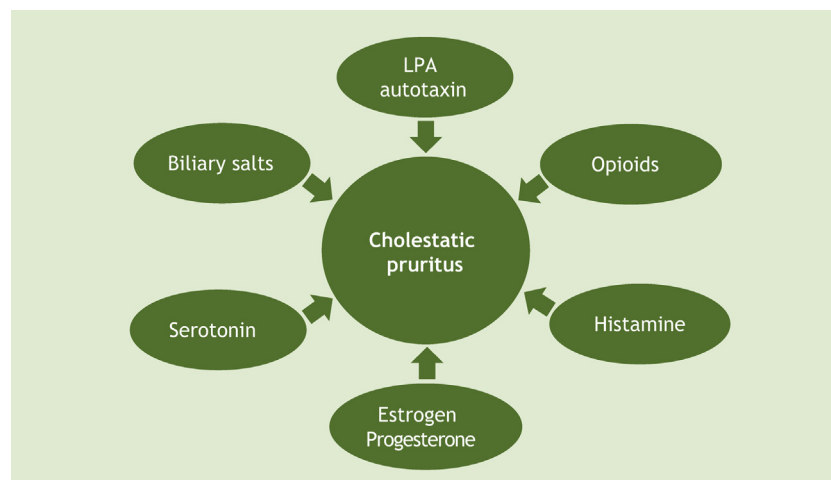 LPA
autotaxin
Biliary salts
Opioids
Cholestatic
pruritus
Serotonin
Histamine
Estrogen
Progesterone